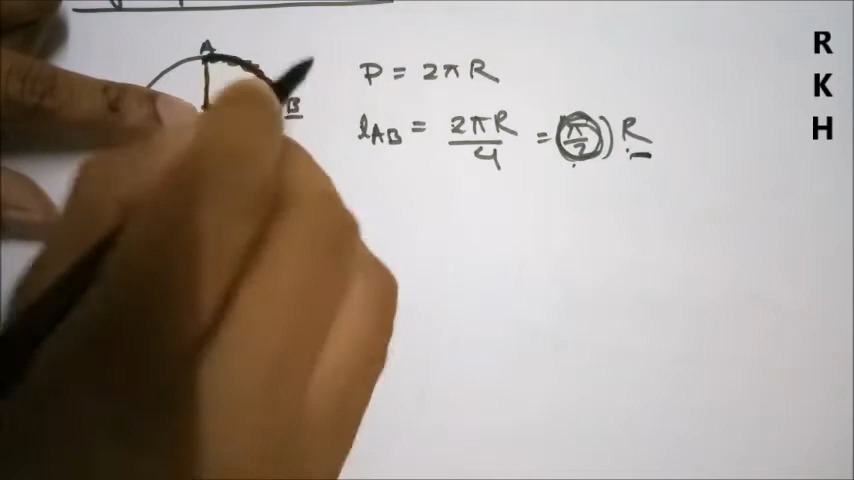 A
B
P = 2πR
lAB = 2πR/4 = (π/2) R
R
K
H